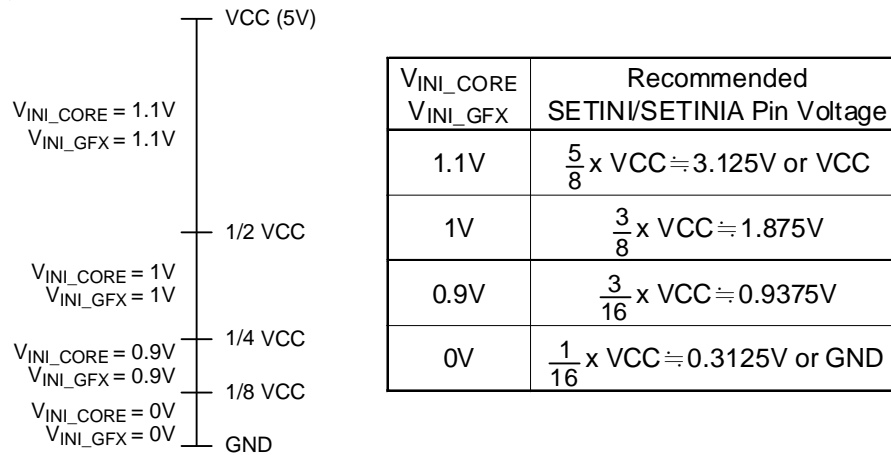 VCC (5V)
VINI_CORE = 1.1V
VINI_GFX = 1.1V
1/2 VCC
VINI_CORE = 1V
VINI_GFX = 1V
1/4 VCC
VINI_CORE = 0.9V
VINI_GFX = 0.9V
1/8 VCC
VINI_CORE = 0V
VINI_GFX = 0V
GND
VINI_CORE
VINI_GFX
Recommended
SETINI/SETINIA Pin Voltage
1.1V
5/8 x VCC≒3.125V or VCC
1V
3/8 x VCC≒1.875V
0.9V
3/16 x VCC≒0.9375V
0V
1/16 x VCC≒0.3125V or GND